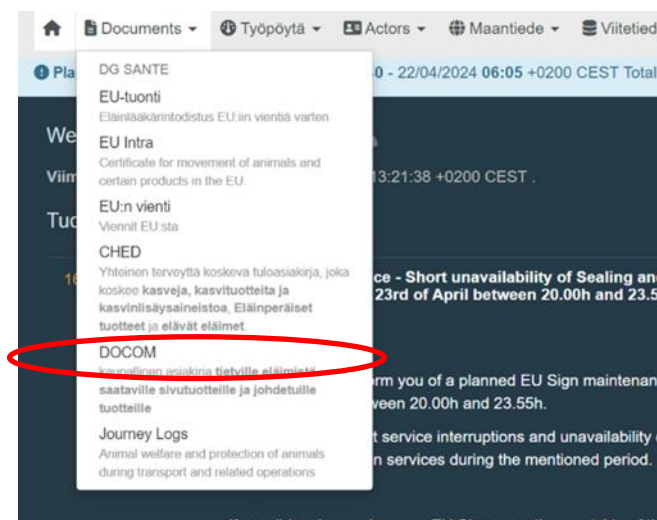 Documents Työpöytä Actors Maantiede Viitetied
Pla
0 - 22/04/2024 06:05 +0200 CEST Total
DG SANTE
EU-tuonti
Eläinlääkärintodistus EU:iin vientiä varten
We
EU Intra
Certificate for movement of animals and
certain products in the EU.
Viim
13:21:38 +0200 CEST .
EU:n vienti
Viennit EU:sta
Tuo
CHED
Yhteinen terveyttä koskeva tuloasiakirja, joka
koskee kasveja, kasvituotteita ja
kasvinlisäysaineistoa, Eläinperäiset
tuotteet ja elävät eläimet.
16
ce - Short unavailability of Sealing and
23rd of April between 20.00h and 23.5
DOCOM
kaupallinen asiakirja tietyille eläimistä
saataville sivutuotteille ja johdetuille
tuotteille
rm you of a planned EU Sign maintenan
ween 20.00h and 23.55h.
Journey Logs
Animal welfare and protection of animals
during transport and related operations
t service interruptions and unavailability
n services during the mentioned period.